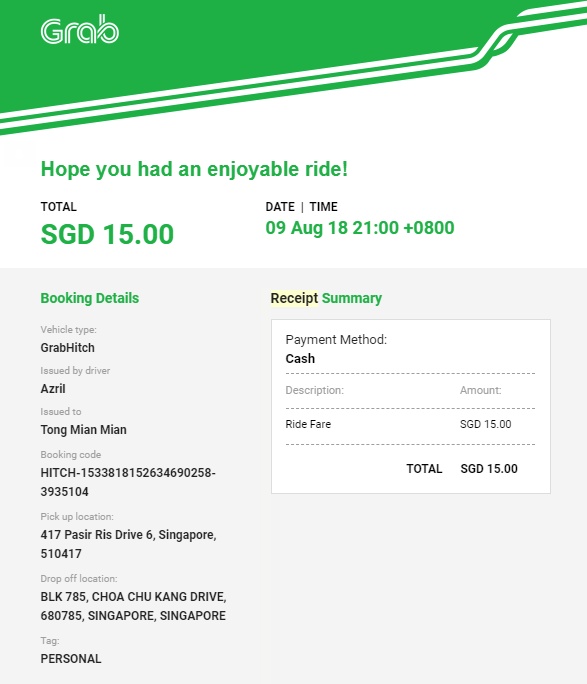 Grab
Hope you had an enjoyable ride!
TOTAL
SGD 15.00
DATE | TIME
09 Aug 18 21:00 +0800
Booking Details
Vehicle type:
GrabHitch
Issued by driver
Azril
Issued to
Tong Mian Mian
Booking code
HITCH-1533818152634690258-
3935104
Pick up location:
417 Pasir Ris Drive 6, Singapore,
510417
Drop off location:
BLK 785, CHOA CHU KANG DRIVE,
680785, SINGAPORE, SINGAPORE
Tag:
PERSONAL
Receipt Summary
Payment Method:
Cash
Description: Amount:
Ride Fare SGD 15.00
TOTAL SGD 15.00